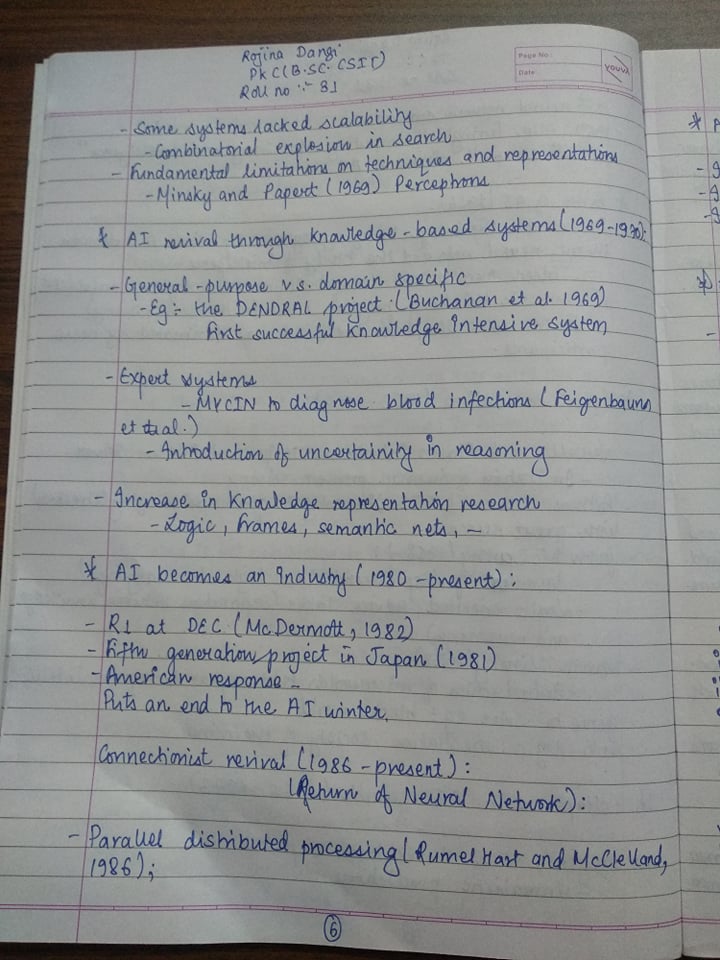 Rojina Dangi
PKC(B.SC. CSIT)
Roll no :- 81
Page No :
Date
youva
- Some systems lacked scalability
- Combinatorial explosion in search
- Fundamental limitations on techniques and representations
- Minsky and Papert (1969) Percephons
* AI revival through knowledge-based systems (1969-1970):
- General-purpose vs. domain specific
- Eg:- the DENDRAL project (Buchanan et al. 1969)
First successful knowledge intensive system
- Expert systems
- MYCIN to diagnose blood infections (Feigenbaum
et al.)
- Introduction of uncertainity in reasoning
- Increase in knowledge representation research
- Logic, frames, semantic nets, -
* AI becomes an industry (1980-present):
- R1 at DEC (McDermott, 1982)
- Fifth generation project in Japan (1981)
- American response -
Puts an end to the AI winter.
Connectionist revival (1986-present):
(Return of Neural Network):
- Parallel distributed processing (RumelHart and McClelland,
1986);
6